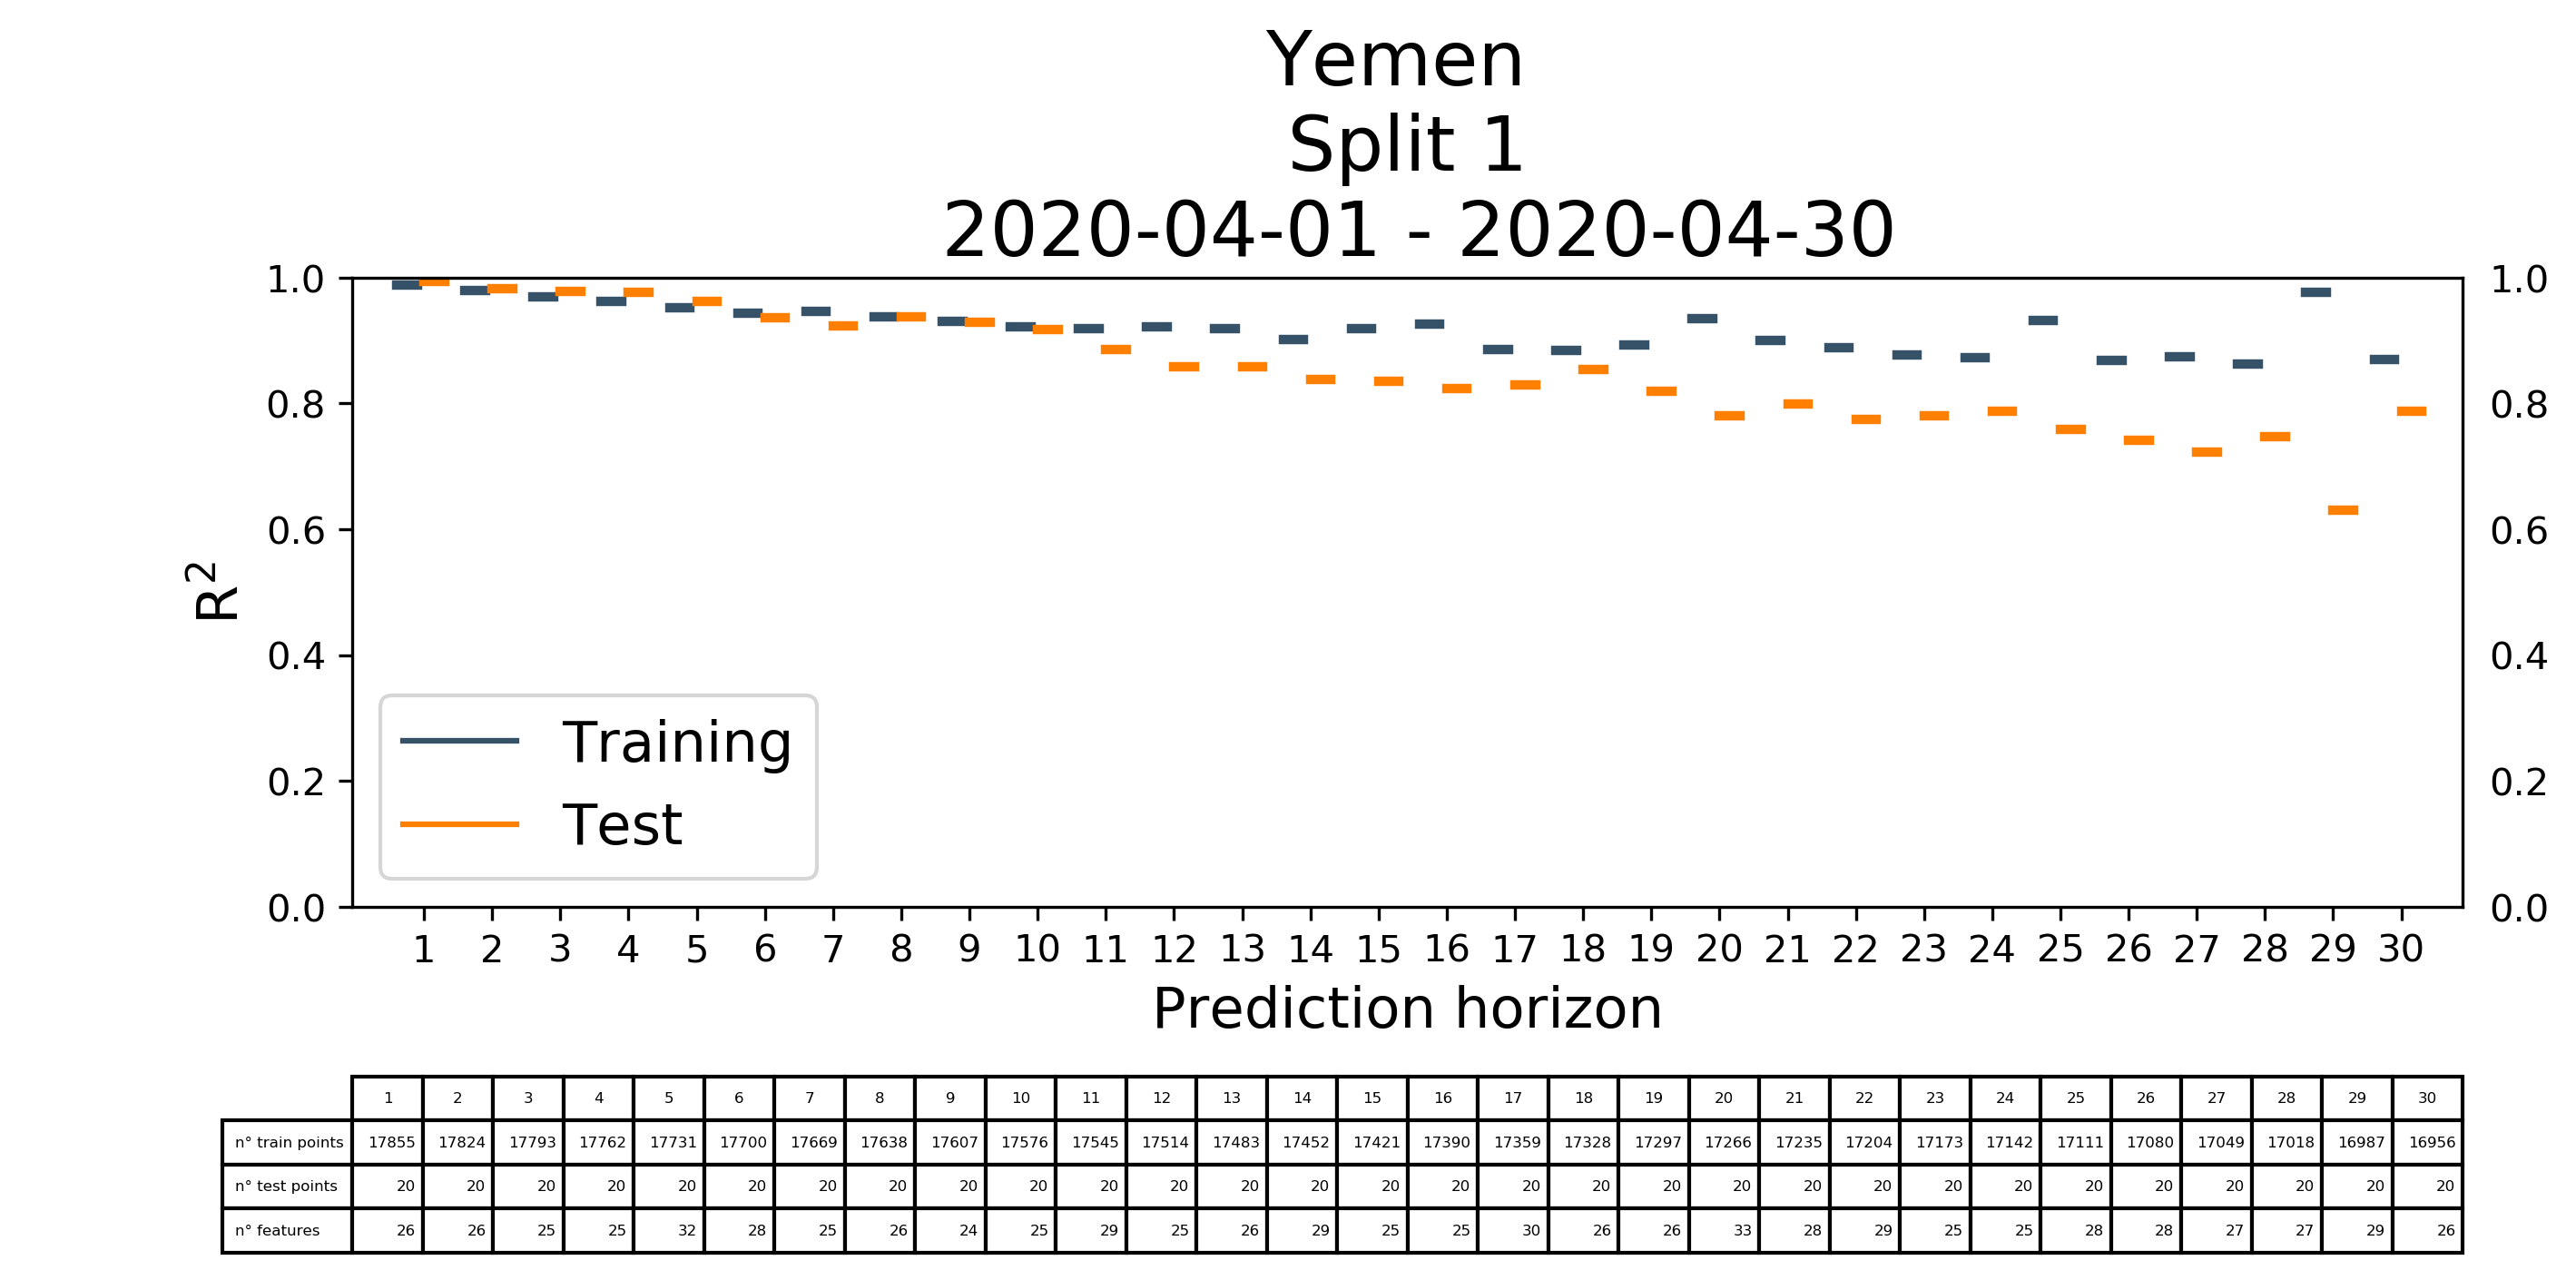 Yemen
Split 1
2020-04-01 - 2020-04-30
1.0 1.0
0.8 0.8
0.6 0.6
0.4 0.4
0.2 0.2
0.0 0.0
R²
Training
Test
1 2 3 4 5 6 7 8 9 10 11 12 13 14 15 16 17 18 19 20 21 22 23 24 25 26 27 28 29 30
Prediction horizon
1 2 3 4 5 6 7 8 9 10 11 12 13 14 15 16 17 18 19 20 21 22 23 24 25 26 27 28 29 30
n° train points 17855 17824 17793 17762 17731 17700 17669 17638 17607 17576 17545 17514 17483 17452 17421 17390 17359 17328 17297 17266 17235 17204 17173 17142 17111 17080 17049 17018 16987 16956
n° test points 20 20 20 20 20 20 20 20 20 20 20 20 20 20 20 20 20 20 20 20 20 20 20 20 20 20 20 20 20 20
n° features 26 26 25 25 32 28 25 26 24 25 29 25 26 29 25 25 30 26 26 33 28 29 25 25 28 28 27 27 29 26